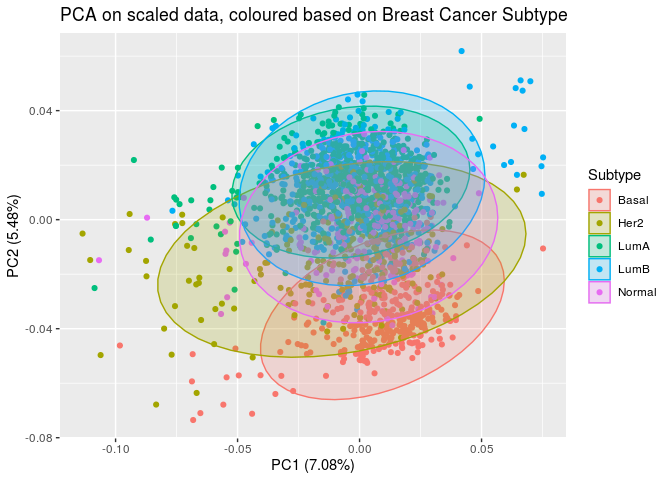 PCA on scaled data, coloured based on Breast Cancer Subtype
PC2 (5.48%)
0.04
0.00
-0.04
-0.08
-0.10
-0.05
0.00
0.05
PC1 (7.08%)
Subtype
Basal
Her2
LumA
LumB
Normal